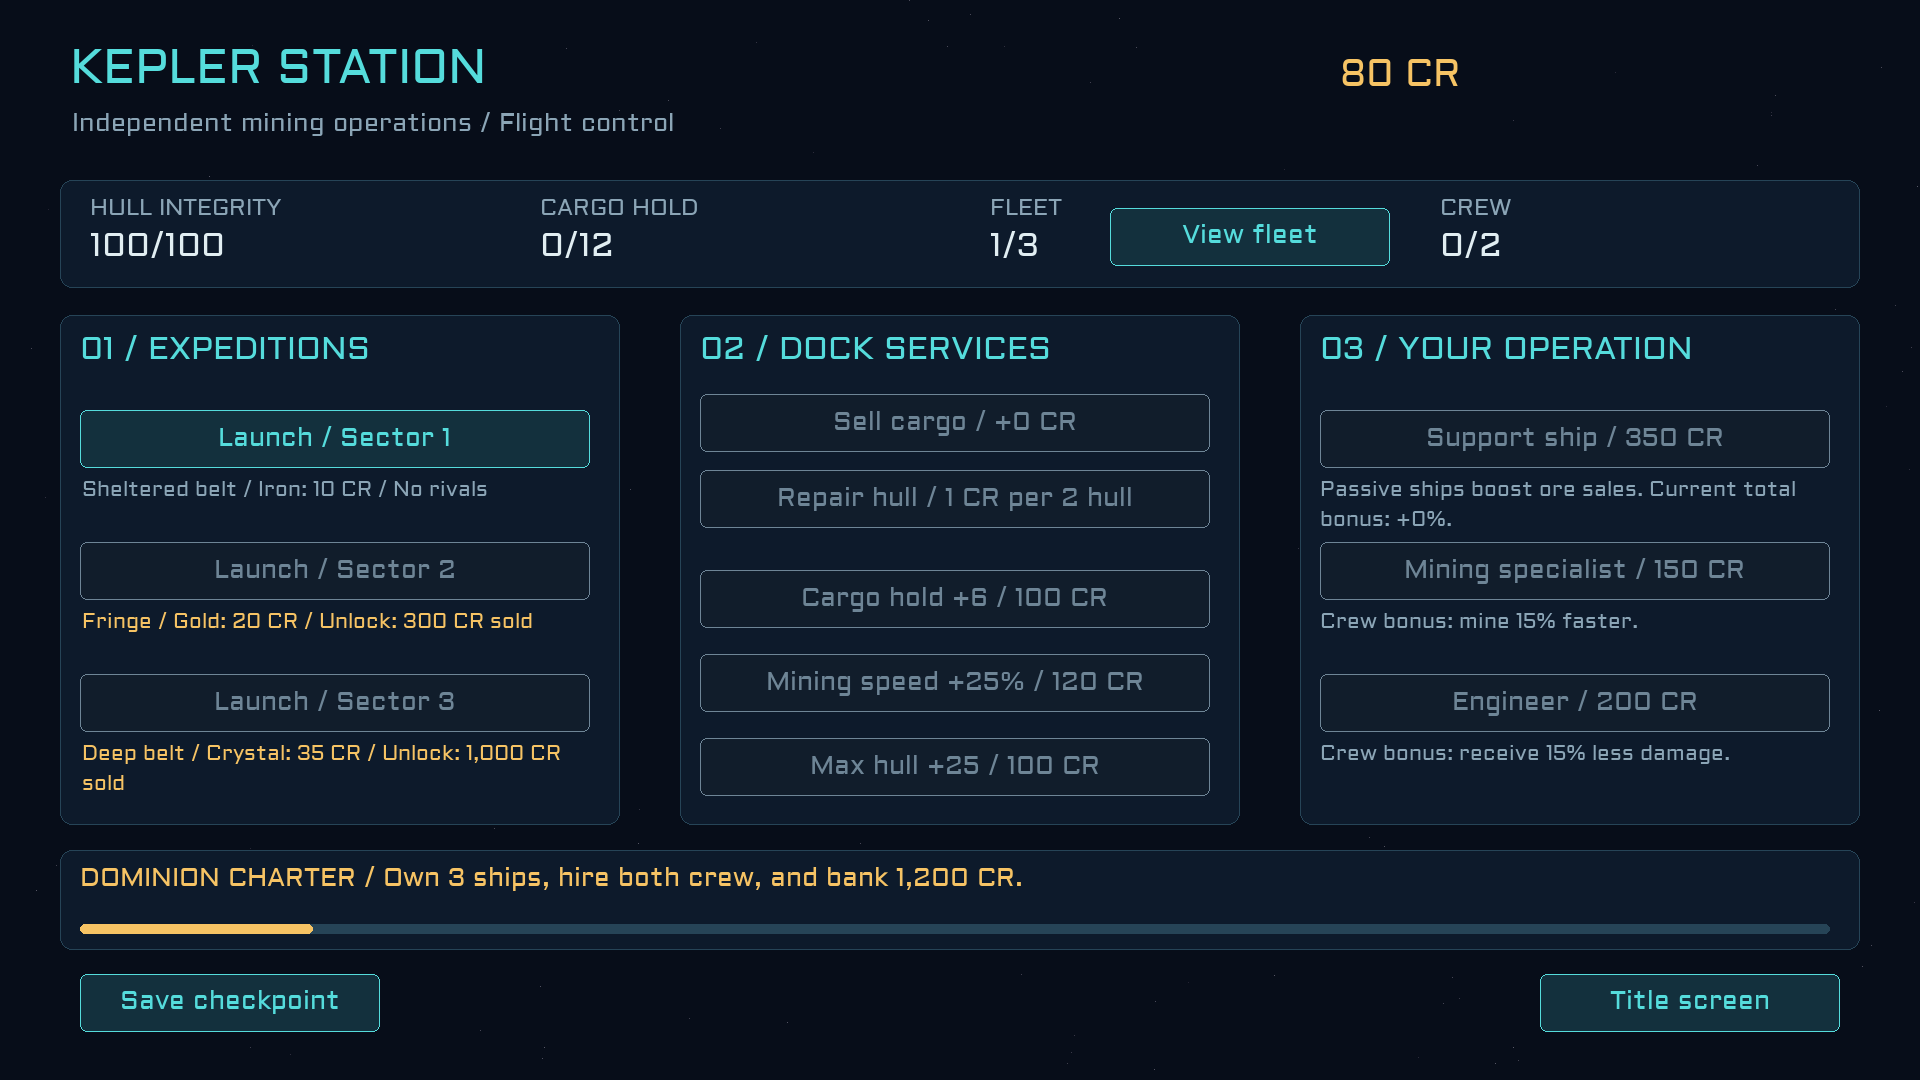 KEPLER STATION
80 CR
Independent mining operations / Flight control
HULL INTEGRITY
100/100
CARGO HOLD
0/12
FLEET
1/3
View fleet
CREW
0/2
01 / EXPEDITIONS
Launch / Sector 1
Sheltered belt / Iron: 10 CR / No rivals
Launch / Sector 2
Fringe / Gold: 20 CR / Unlock: 300 CR sold
Launch / Sector 3
Deep belt / Crystal: 35 CR / Unlock: 1,000 CR
sold
02 / DOCK SERVICES
Sell cargo / +0 CR
Repair hull / 1 CR per 2 hull
Cargo hold +6 / 100 CR
Mining speed +25% / 120 CR
Max hull +25 / 100 CR
03 / YOUR OPERATION
Support ship / 350 CR
Passive ships boost ore sales. Current total
bonus: +0%.
Mining specialist / 150 CR
Crew bonus: mine 15% faster.
Engineer / 200 CR
Crew bonus: receive 15% less damage.
DOMINION CHARTER / Own 3 ships, hire both crew, and bank 1,200 CR.
Save checkpoint
Title screen